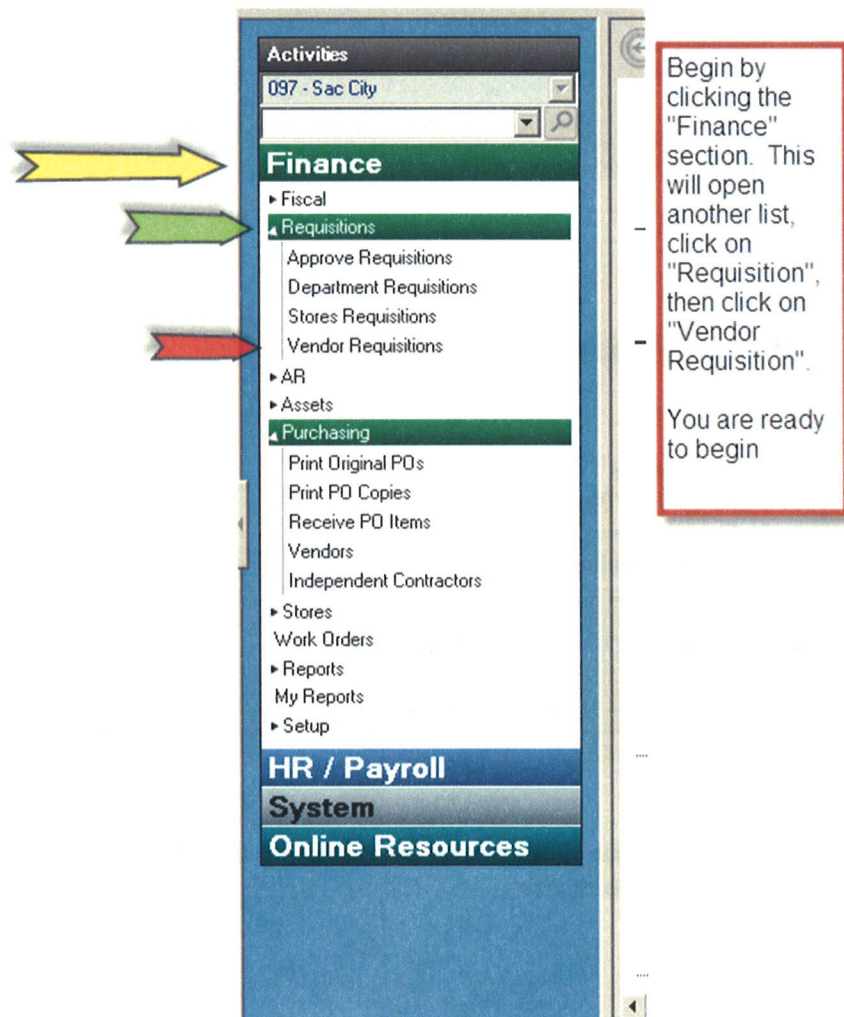 Activities
097 - Sac City
Finance
Fiscal
Requisitions
Approve Requisitions
Department Requisitions
Stores Requisitions
Vendor Requisitions
AR
Assets
Purchasing
Print Original POs
Print PO Copies
Receive PO Items
Vendors
Independent Contractors
Stores
Work Orders
Reports
My Reports
Setup
HR / Payroll
System
Online Resources
Begin by
clicking the
"Finance"
section. This
will open
another list,
click on
"Requisition",
then click on
"Vendor
Requisition".
You are ready
to begin